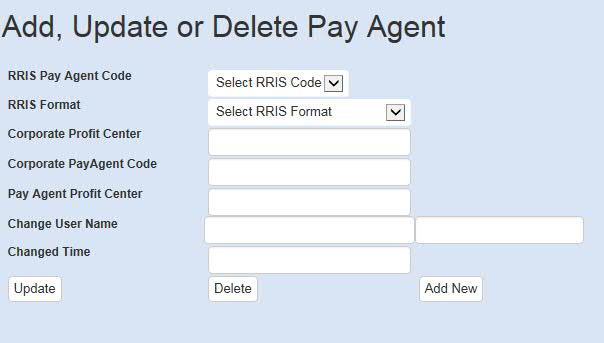 Add, Update or Delete Pay Agent
RRIS Pay Agent Code Select RRIS Code
RRIS Format Select RRIS Format
Corporate Profit Center
Corporate PayAgent Code
Pay Agent Profit Center
Change User Name
Changed Time
Update Delete Add New